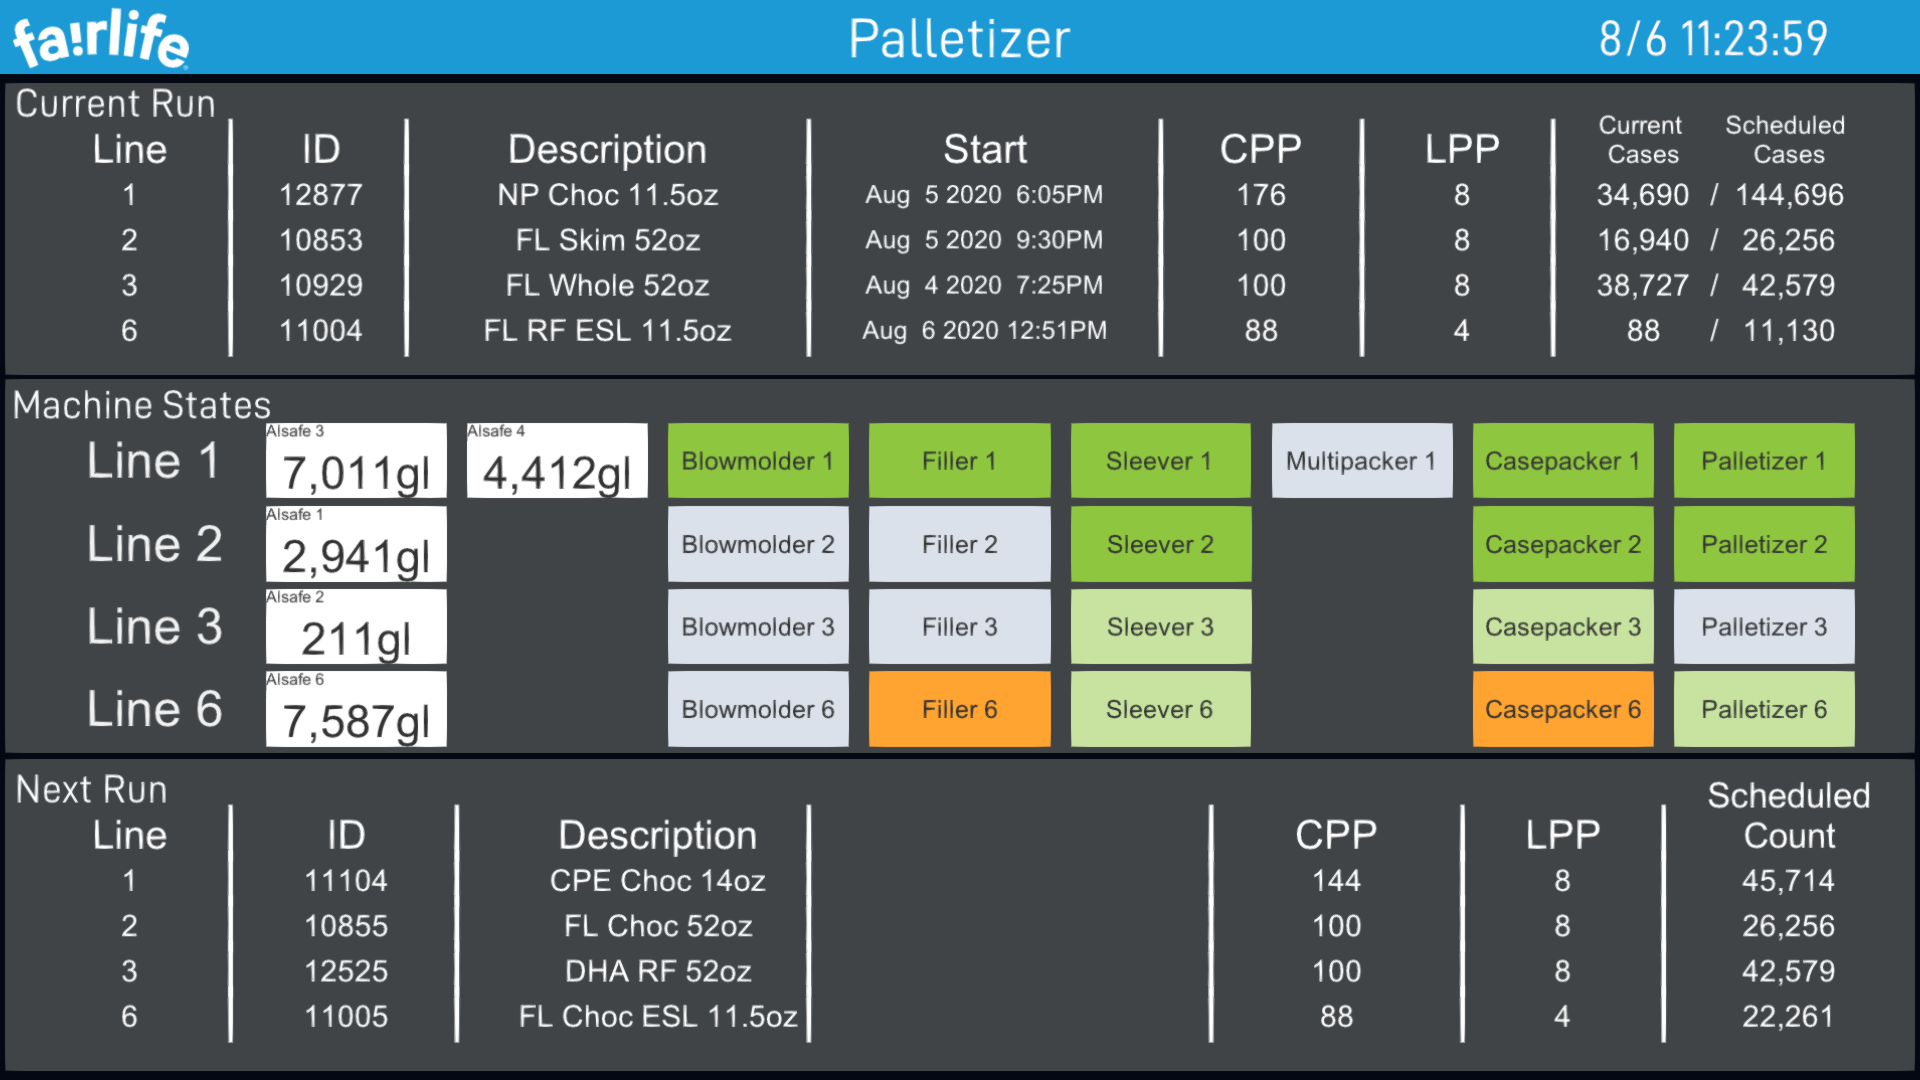 fa!rlife
Palletizer
8/6 11:23:59
Current Run
Line ID Description Start CPP LPP Current Cases Scheduled Cases
1 12877 NP Choc 11.5oz Aug 5 2020 6:05PM 176 8 34,690 / 144,696
2 10853 FL Skim 52oz Aug 5 2020 9:30PM 100 8 16,940 / 26,256
3 10929 FL Whole 52oz Aug 4 2020 7:25PM 100 8 38,727 / 42,579
6 11004 FL RF ESL 11.5oz Aug 6 2020 12:51PM 88 4 88 / 11,130
Machine States
Line 1 Alsafe 3 7,011gl Alsafe 4 4,412gl Blowmolder 1 Filler 1 Sleever 1 Multipacker 1 Casepacker 1 Palletizer 1
Line 2 Alsafe 1 2,941gl Blowmolder 2 Filler 2 Sleever 2 Casepacker 2 Palletizer 2
Line 3 Alsafe 2 211gl Blowmolder 3 Filler 3 Sleever 3 Casepacker 3 Palletizer 3
Line 6 Alsafe 6 7,587gl Blowmolder 6 Filler 6 Sleever 6 Casepacker 6 Palletizer 6
Next Run
Line ID Description CPP LPP Scheduled Count
1 11104 CPE Choc 14oz 144 8 45,714
2 10855 FL Choc 52oz 100 8 26,256
3 12525 DHA RF 52oz 100 8 42,579
6 11005 FL Choc ESL 11.5oz 88 4 22,261